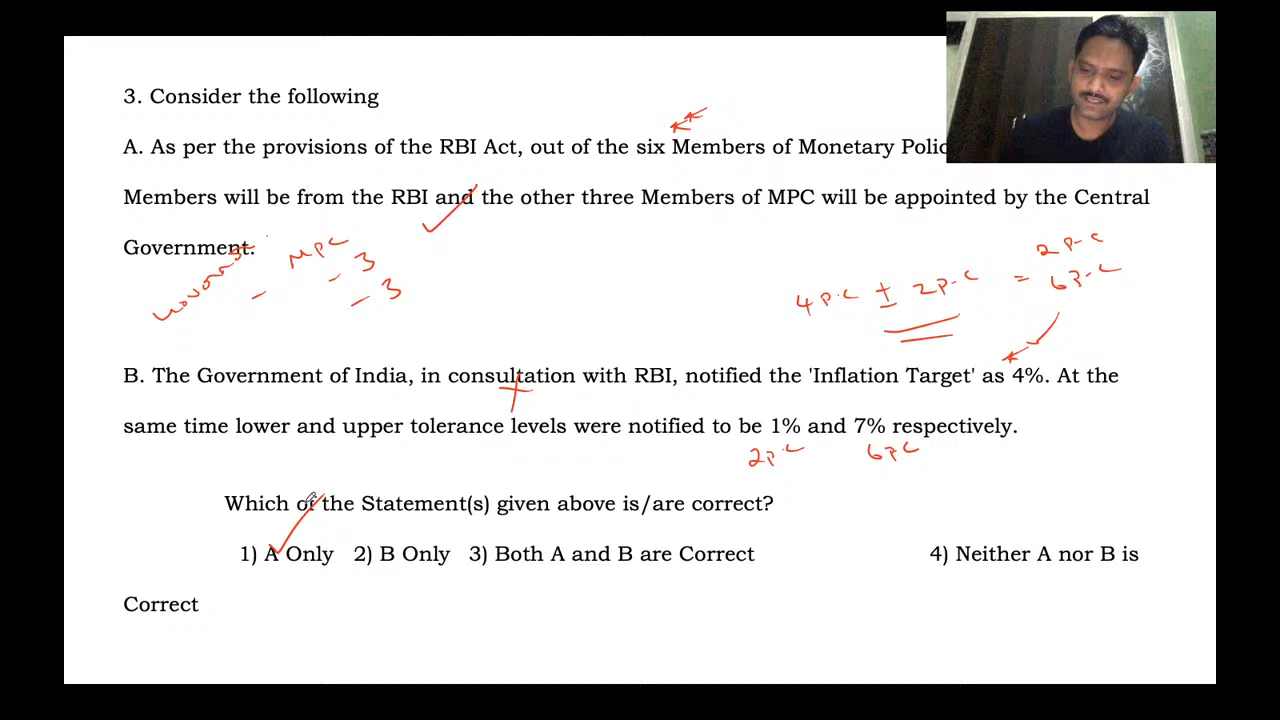 3. Consider the following
A. As per the provisions of the RBI Act, out of the six Members of Monetary
Members will be from the RBI and the other three Members of MPC will be appointed by the Central
Government.
MPC
- 3
- 3
2 p.c
4 p.c ± 2 p.c = 6 p.c
B. The Government of India, in consultation with RBI, notified the 'Inflation Target' as 4%. At the
same time lower and upper tolerance levels were notified to be 1% and 7% respectively.
2 p.c 6 p.c
Which of the Statement(s) given above is/are correct?
1) A Only 2) B Only 3) Both A and B are Correct 4) Neither A nor B is
Correct